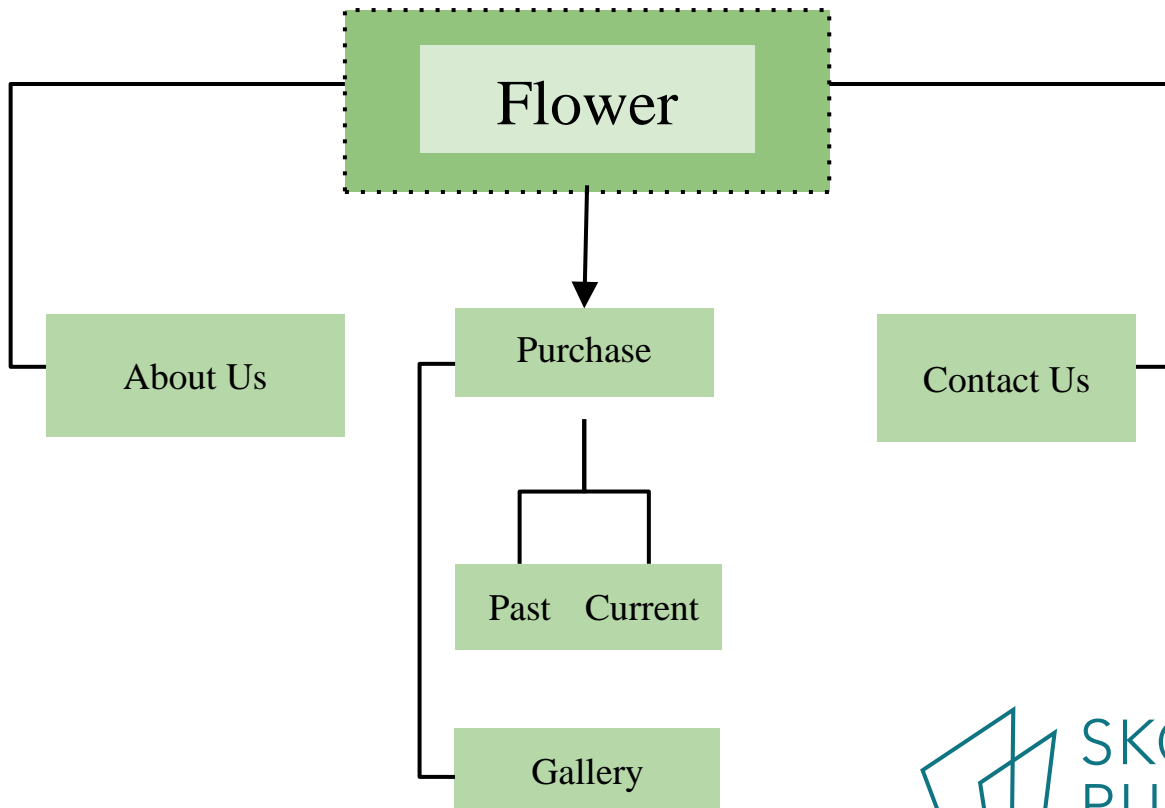 Flower
About Us
Purchase
Contact Us
Past Current
Gallery